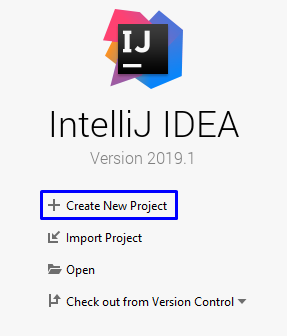 IJ
IntelliJ IDEA
Version 2019.1
Create New Project
Import Project
Open
Check out from Version Control